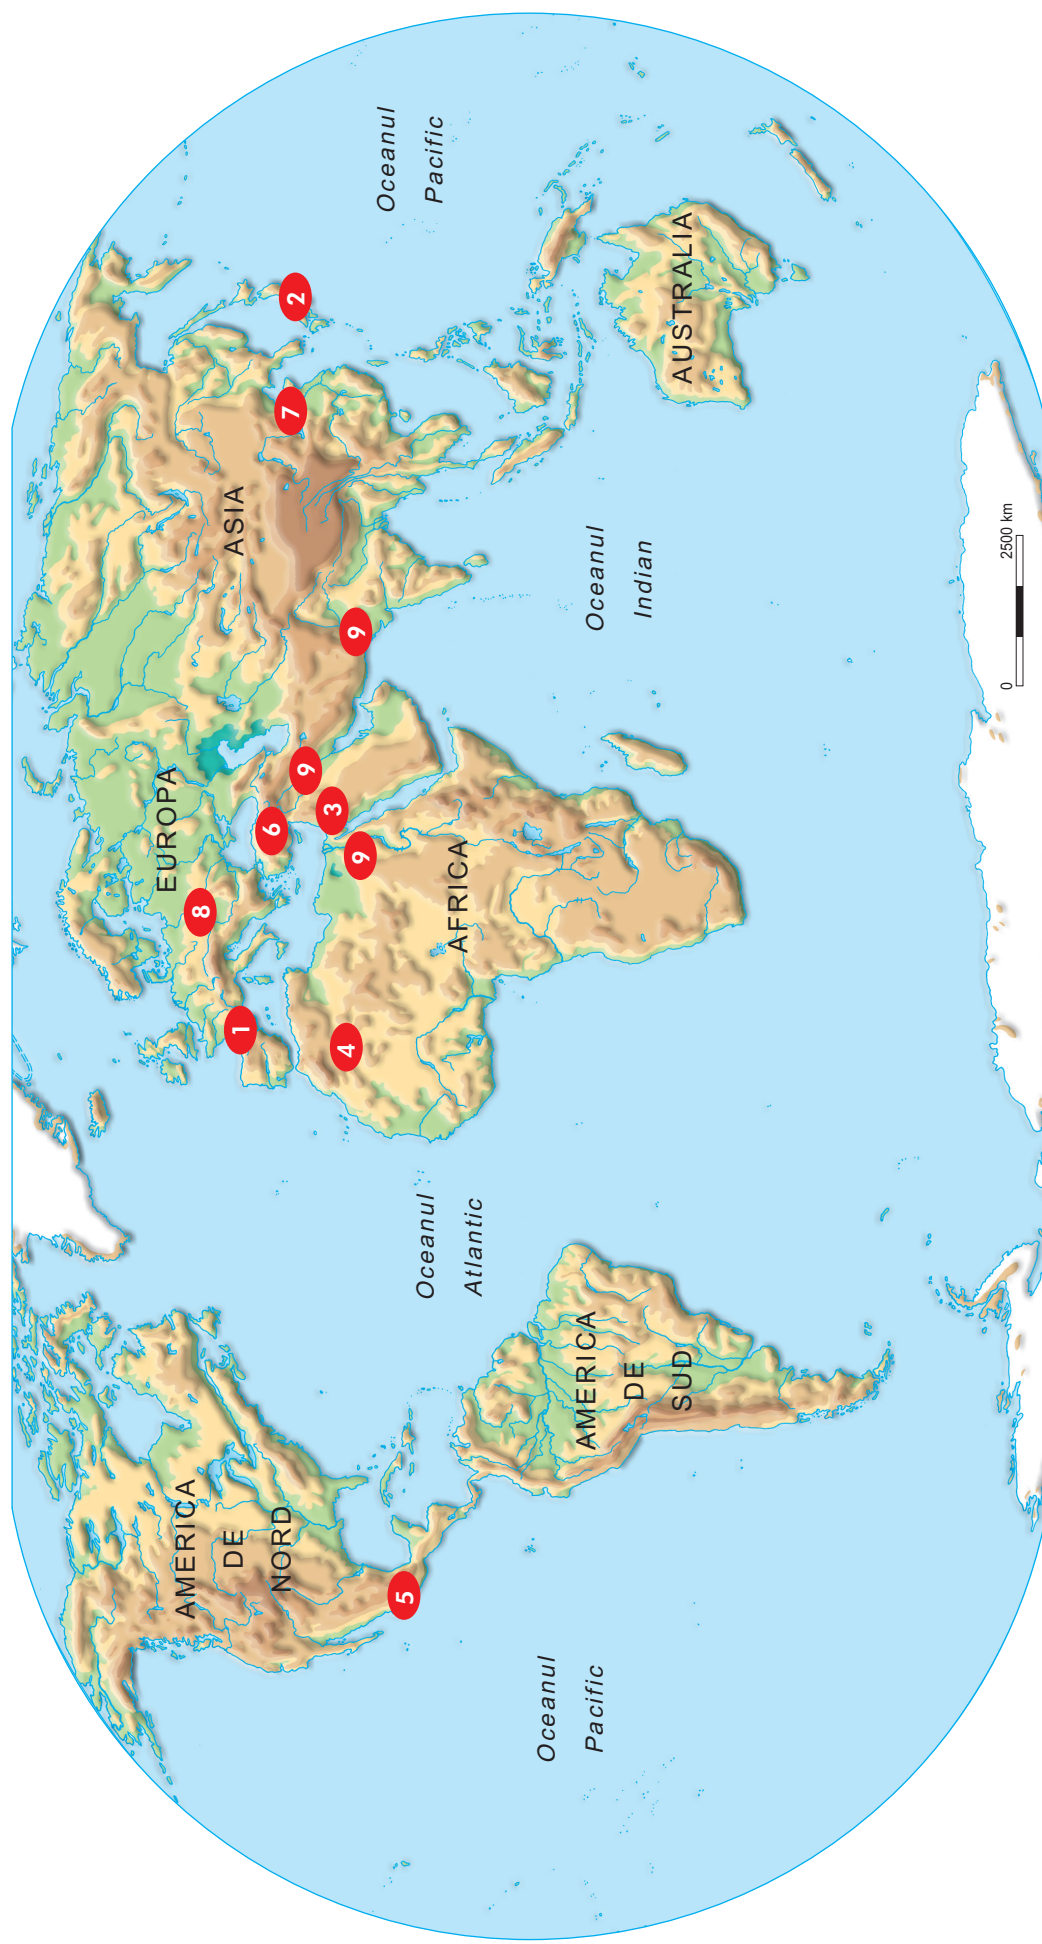 EUROPA
ASIA
AMERICA
DE
NORD
Oceanul
Pacific
Oceanul
Atlantic
AFRICA
AMERICA
DE
SUD
Oceanul
Pacific
Oceanul
Indian
AUSTRALIA
1
2
3
4
5
6
7
8
9
9
9
0 2500 km